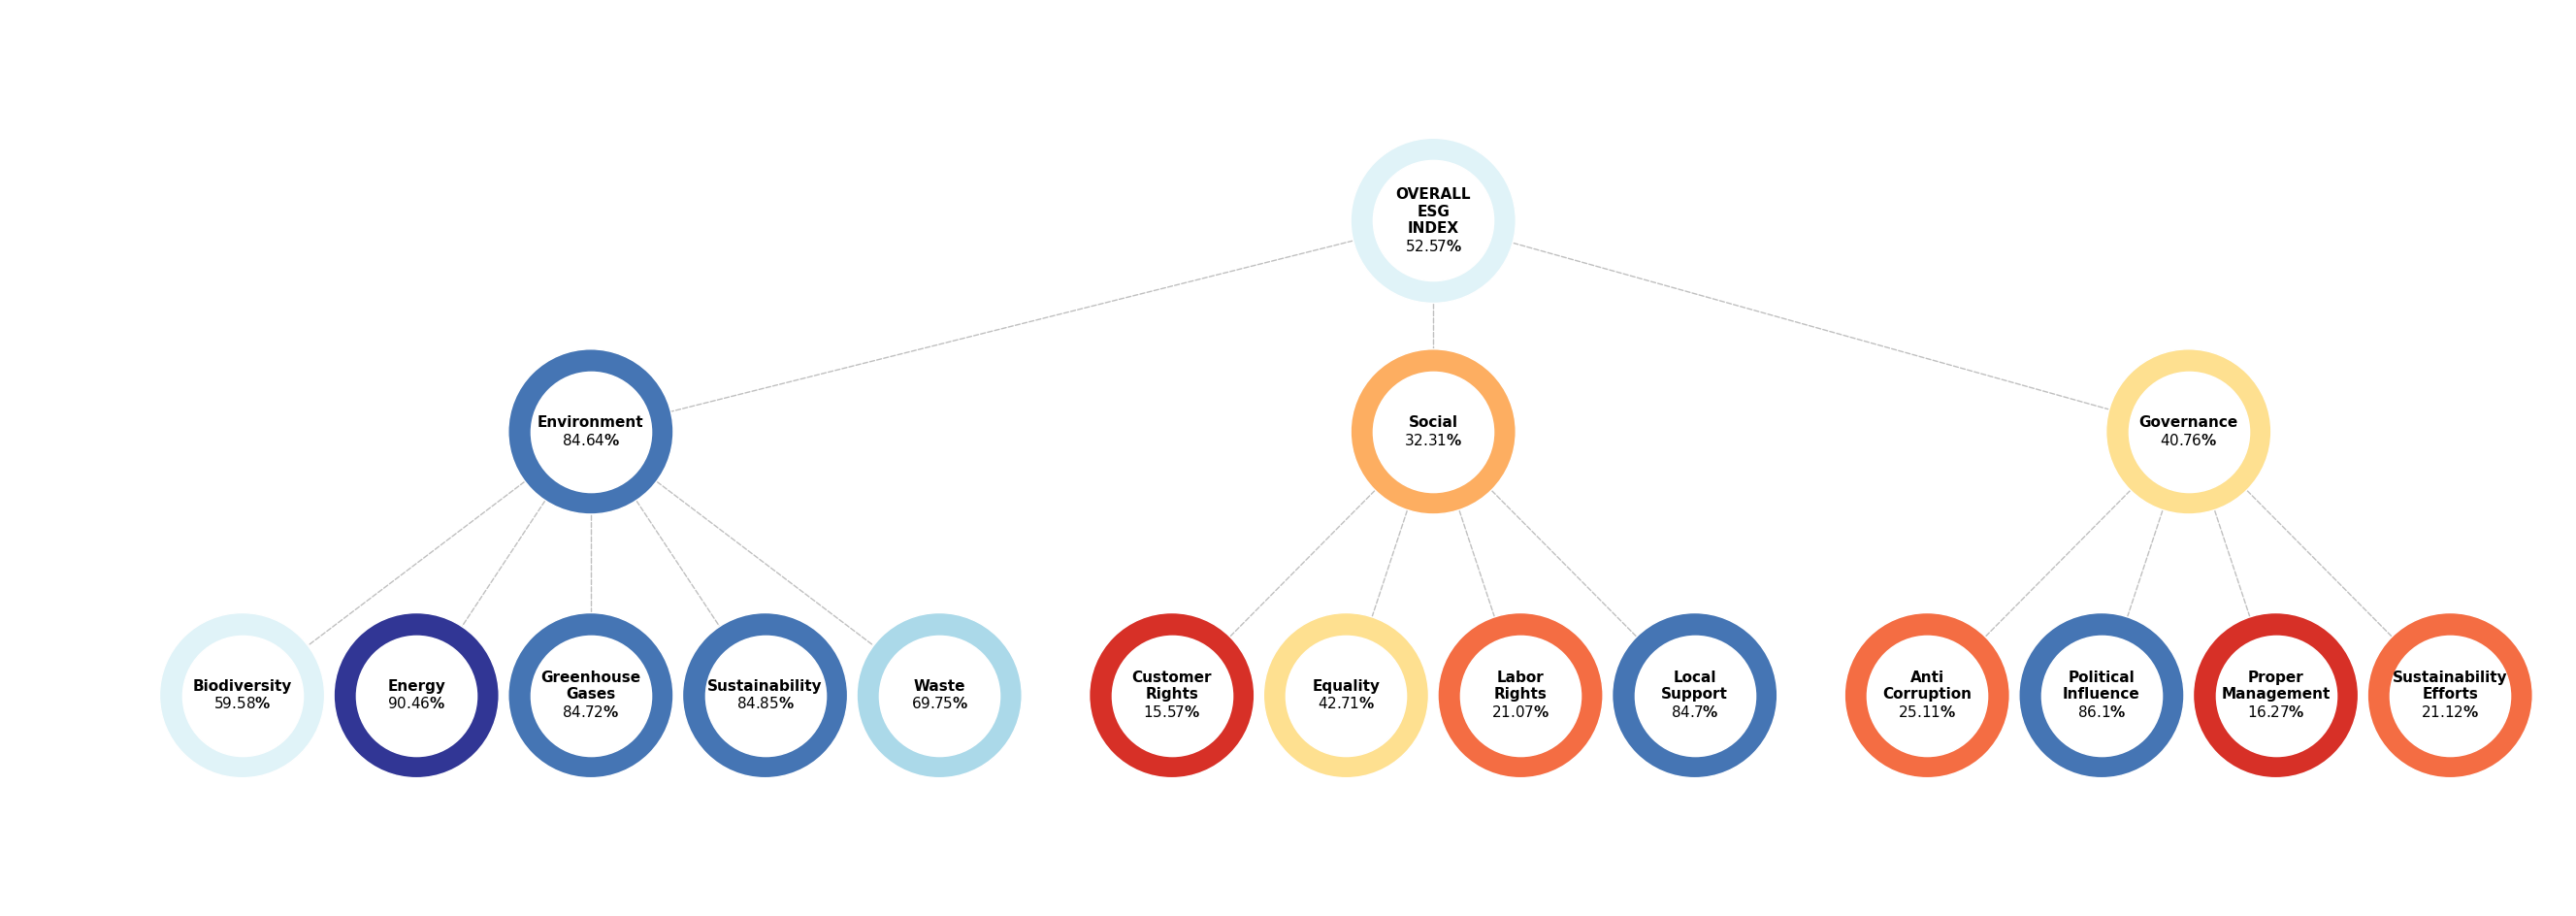 OVERALL
ESG
INDEX
52.57%
Environment
84.64%
Social
32.31%
Governance
40.76%
Biodiversity
59.58%
Energy
90.46%
Greenhouse
Gases
84.72%
Sustainability
84.85%
Waste
69.75%
Customer
Rights
15.57%
Equality
42.71%
Labor
Rights
21.07%
Local
Support
84.7%
Anti
Corruption
25.11%
Political
Influence
86.1%
Proper
Management
16.27%
Sustainability
Efforts
21.12%